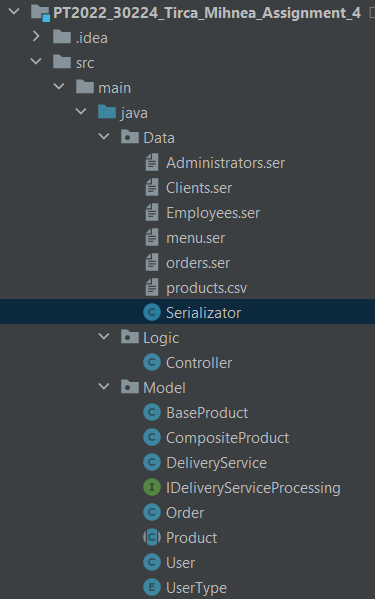 PT2022_30224_Tirca_Mihnea_Assignment_4
.idea
src
main
java
Data
Administrators.ser
Clients.ser
Employees.ser
menu.ser
orders.ser
products.csv
C Serializator
Logic
C Controller
Model
C BaseProduct
C CompositeProduct
C DeliveryService
I IDeliveryServiceProcessing
C Order
C Product
C User
E UserType